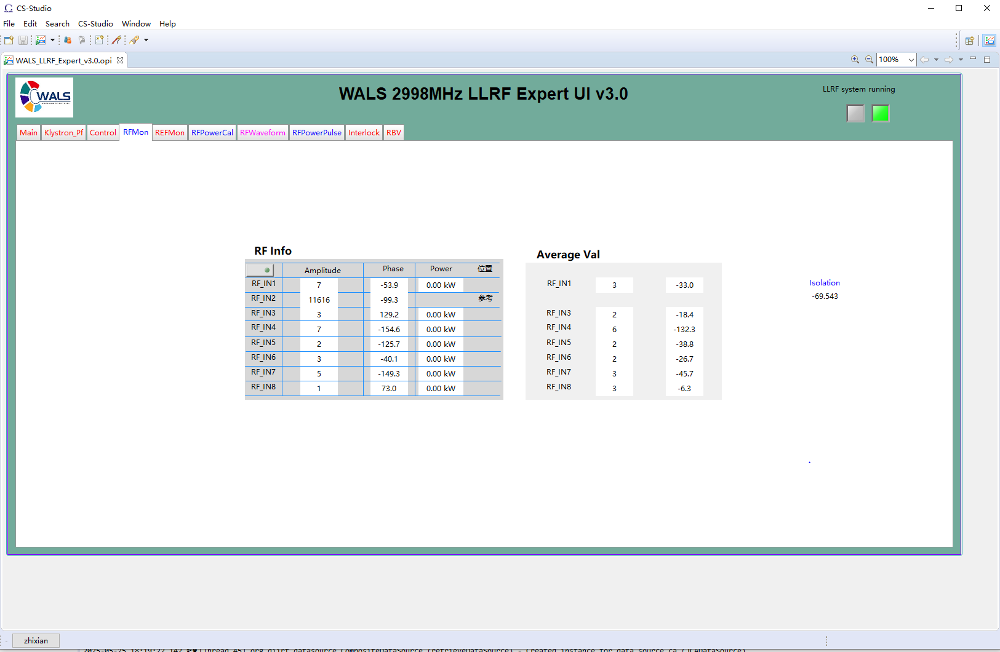 CS-Studio
File Edit Search CS-Studio Window Help
WALS_LLRF_Expert_v3.0.opi
100%
WALS
WALS 2998MHz LLRF Expert UI v3.0
LLRF system running
Main Klystron_Pf Control RFMon REFMon RFPowerCal RFWaveform RFPowerPulse Interlock RBV
RF Info
Amplitude Phase Power 位置
RF_IN1 7 -53.9 0.00 kW
RF_IN2 11616 -99.3 参考
RF_IN3 3 129.2 0.00 kW
RF_IN4 7 -154.6 0.00 kW
RF_IN5 2 -125.7 0.00 kW
RF_IN6 3 -40.1 0.00 kW
RF_IN7 5 -149.3 0.00 kW
RF_IN8 1 73.0 0.00 kW
Average Val
RF_IN1 3 -33.0
RF_IN3 2 -18.4
RF_IN4 6 -132.3
RF_IN5 2 -38.8
RF_IN6 2 -26.7
RF_IN7 3 -45.7
RF_IN8 3 -6.3
Isolation
-69.543
zhixian